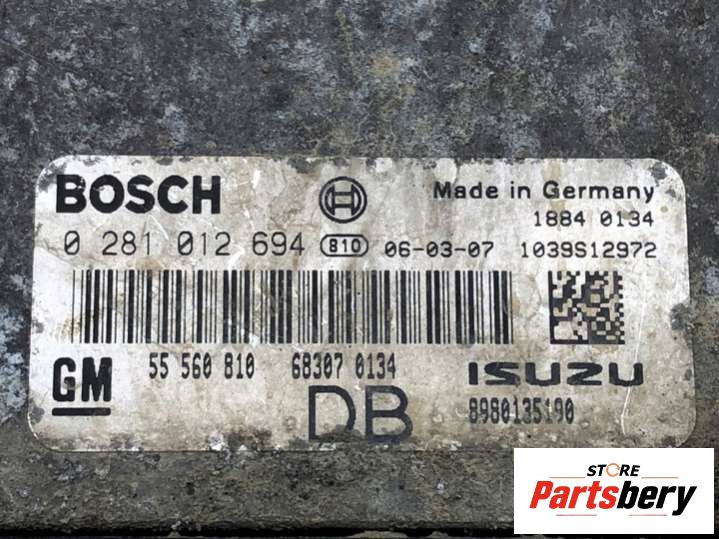 BOSCH
Made in Germany
1884 0134
0 281 012 694 B10 06-03-07 1039S12972
GM 55 560 810 68307 0134 ISUZU
DB 8980135190
STORE
Partsbery